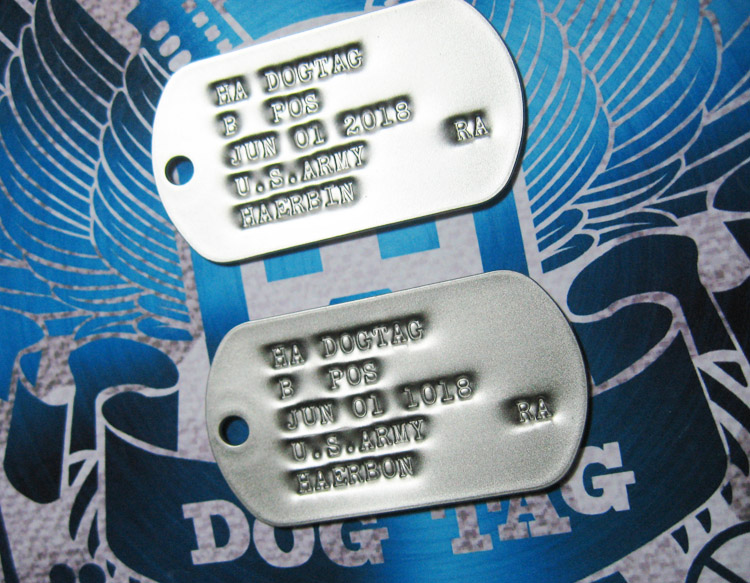 HA DOGTAG
B POS
JUN 01 2018 RA
U.S.ARMY
HAERBIN
HA DOGTAG
B POS
JUN 01 1018 RA
U.S.ARMY
HAERBON
DOG TAG